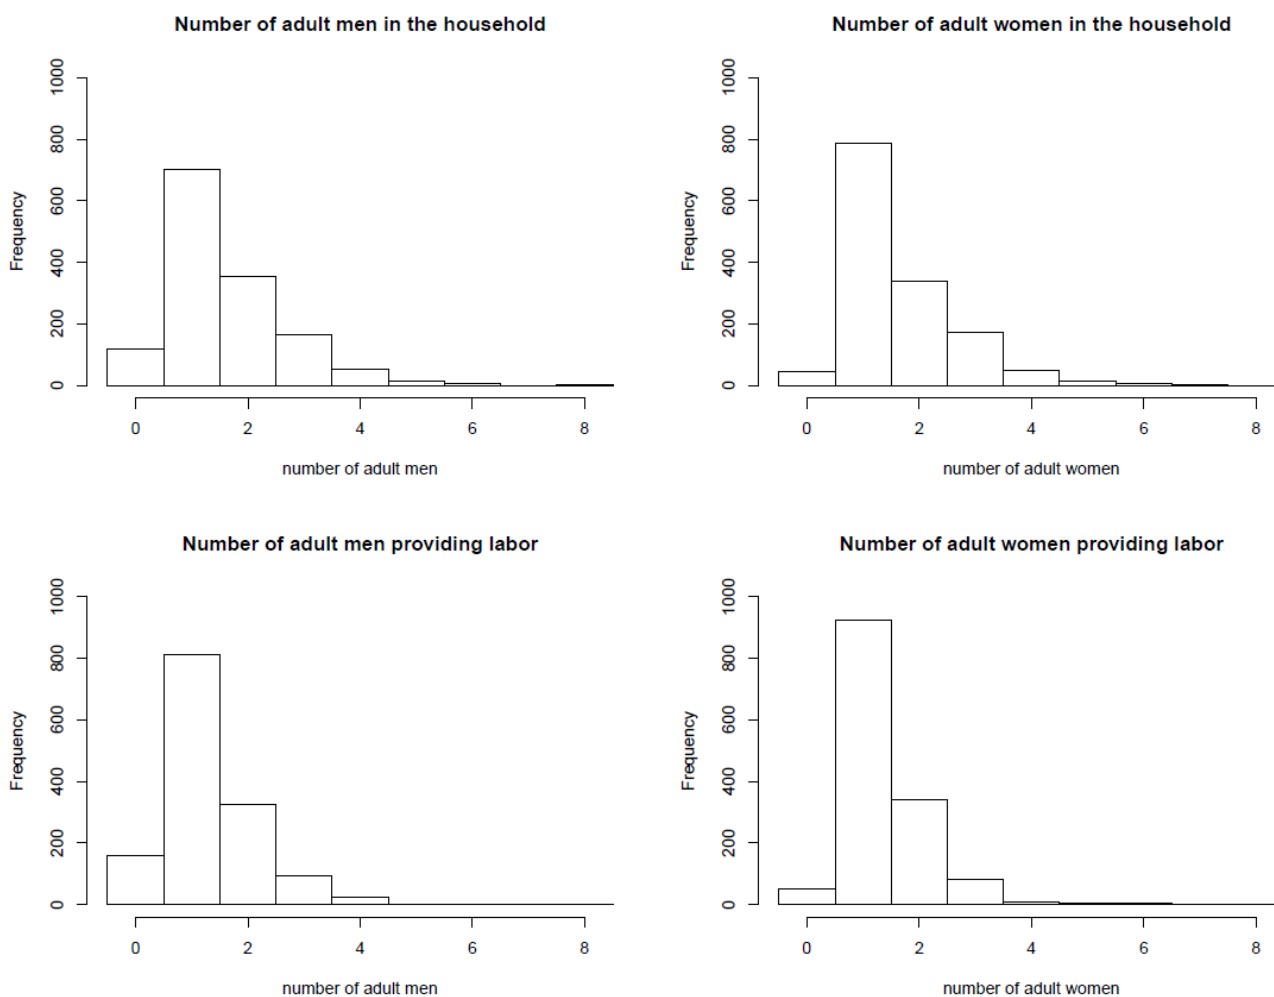 Number of adult men in the household
Frequency
0 200 400 600 800 1000
0 2 4 6 8
number of adult men
Number of adult women in the household
Frequency
0 200 400 600 800 1000
0 2 4 6 8
number of adult women
Number of adult men providing labor
Frequency
0 200 400 600 800 1000
0 2 4 6 8
number of adult men
Number of adult women providing labor
Frequency
0 200 400 600 800 1000
0 2 4 6 8
number of adult women